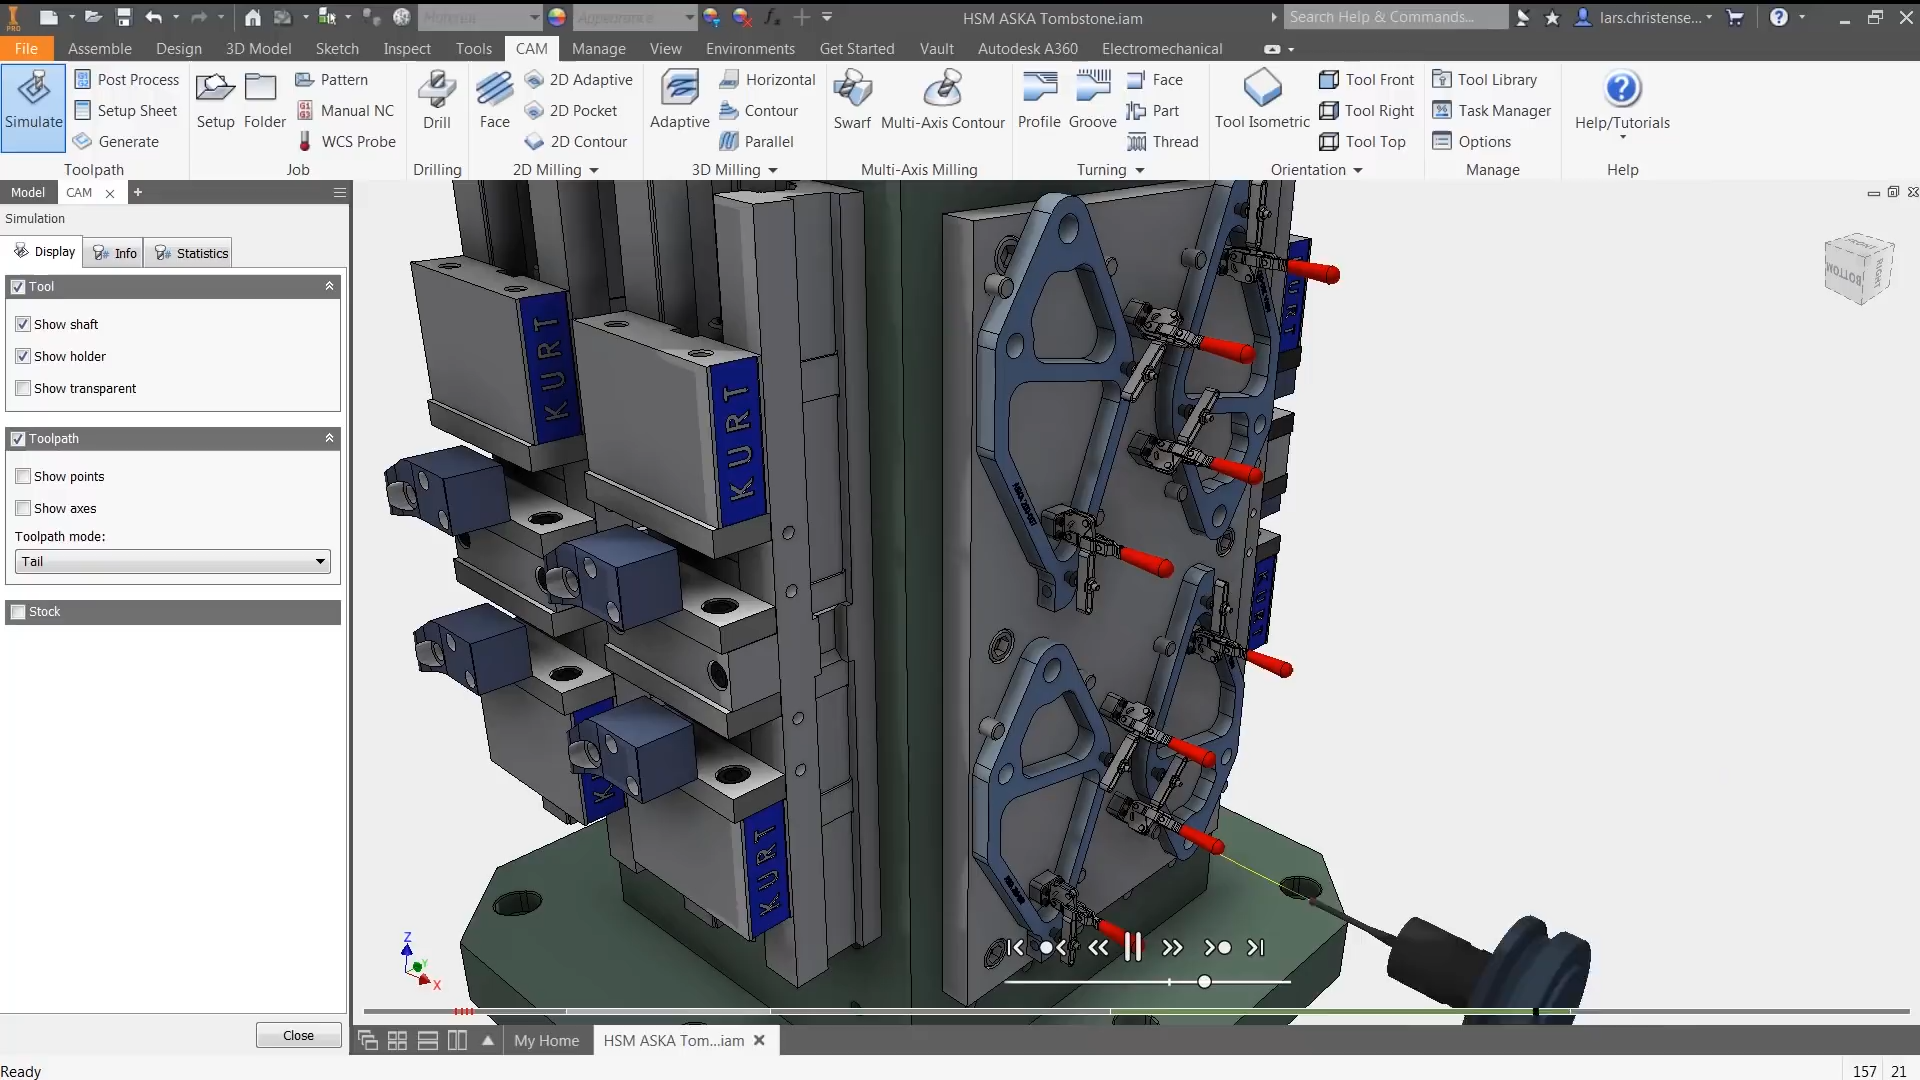 PRO
Material
Appearance
HSM ASKA Tombstone.iam
Search Help & Commands...
lars.christense...
File
Assemble
Design
3D Model
Sketch
Inspect
Tools
CAM
Manage
View
Environments
Get Started
Vault
Autodesk A360
Electromechanical
Simulate
Post Process
Setup Sheet
Generate
Toolpath
Setup
Folder
Pattern
Manual NC
WCS Probe
Job
Drill
Drilling
Face
2D Adaptive
2D Pocket
2D Contour
2D Milling
Adaptive
Horizontal
Contour
Parallel
3D Milling
Swarf
Multi-Axis Contour
Multi-Axis Milling
Profile
Groove
Face
Part
Thread
Turning
Tool Isometric
Tool Front
Tool Right
Tool Top
Orientation
Tool Library
Task Manager
Options
Manage
Help/Tutorials
Help
Model
CAM
Simulation
Display
Info
Statistics
Tool
Show shaft
Show holder
Show transparent
Toolpath
Show points
Show axes
Toolpath mode:
Tail
Stock
Close
KURT
KURT
KURT
FRONT
BOTTOM
RIGHT
Z
Y
X
My Home
HSM ASKA Tom...iam
Ready
157
21